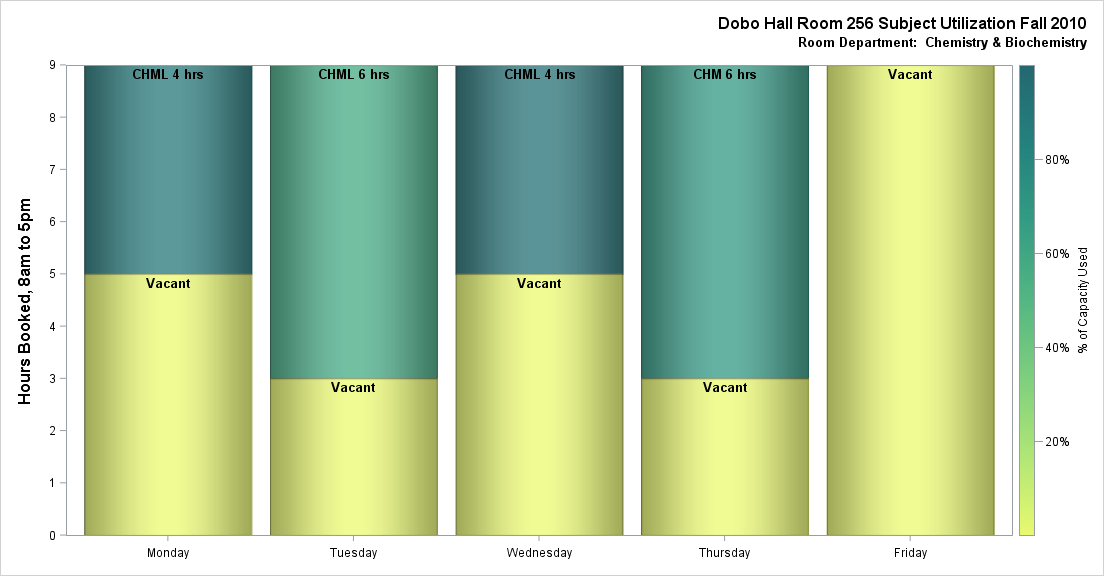 Dobo Hall Room 256 Subject Utilization Fall 2010
Room Department:  Chemistry & Biochemistry
Hours Booked, 8am to 5pm
9
8
7
6
5
4
3
2
1
0
CHML 4 hrs
Vacant
CHML 6 hrs
Vacant
CHML 4 hrs
Vacant
CHM 6 hrs
Vacant
Vacant
Monday
Tuesday
Wednesday
Thursday
Friday
80%
60%
40%
20%
% of Capacity Used